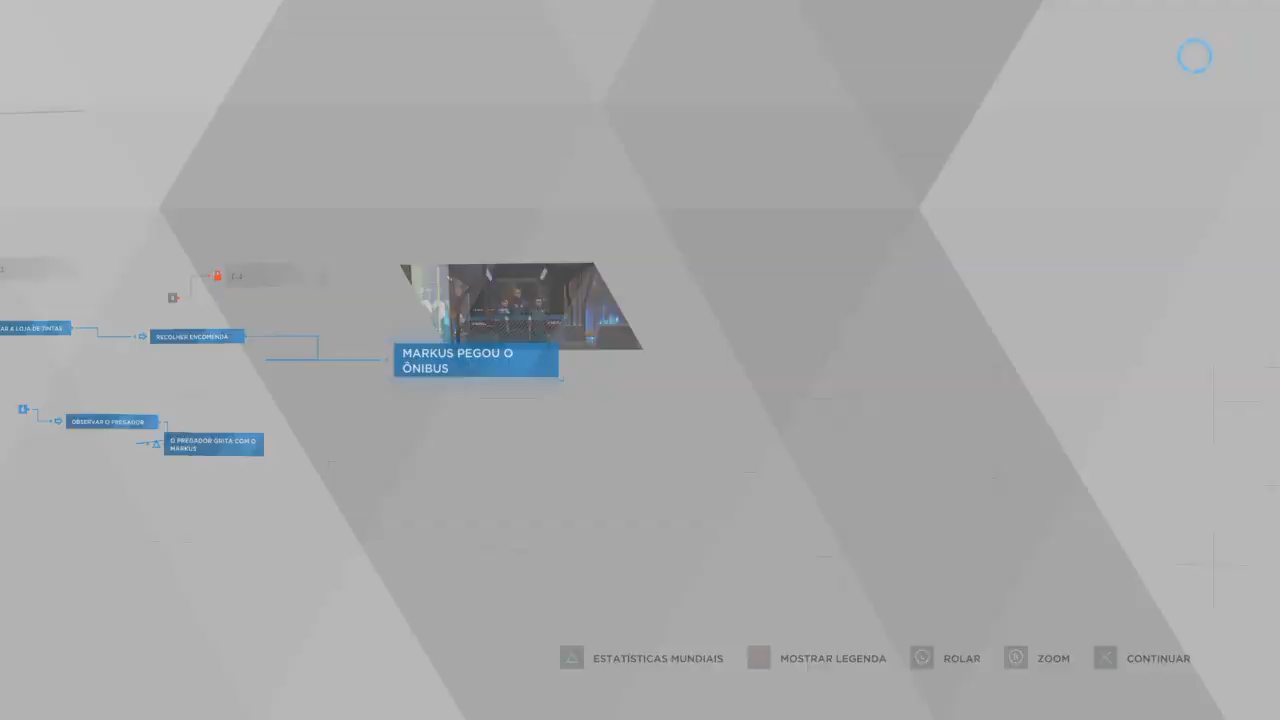 AR A LOJA DE TINTAS
RECOLHER ENCOMENDA
MARKUS PEGOU O
ÔNIBUS
OBSERVAR O PREGADOR
O PREGADOR GRITA COM O
MARKUS
ESTATÍSTICAS MUNDIAIS
MOSTRAR LEGENDA
ROLAR
ZOOM
CONTINUAR